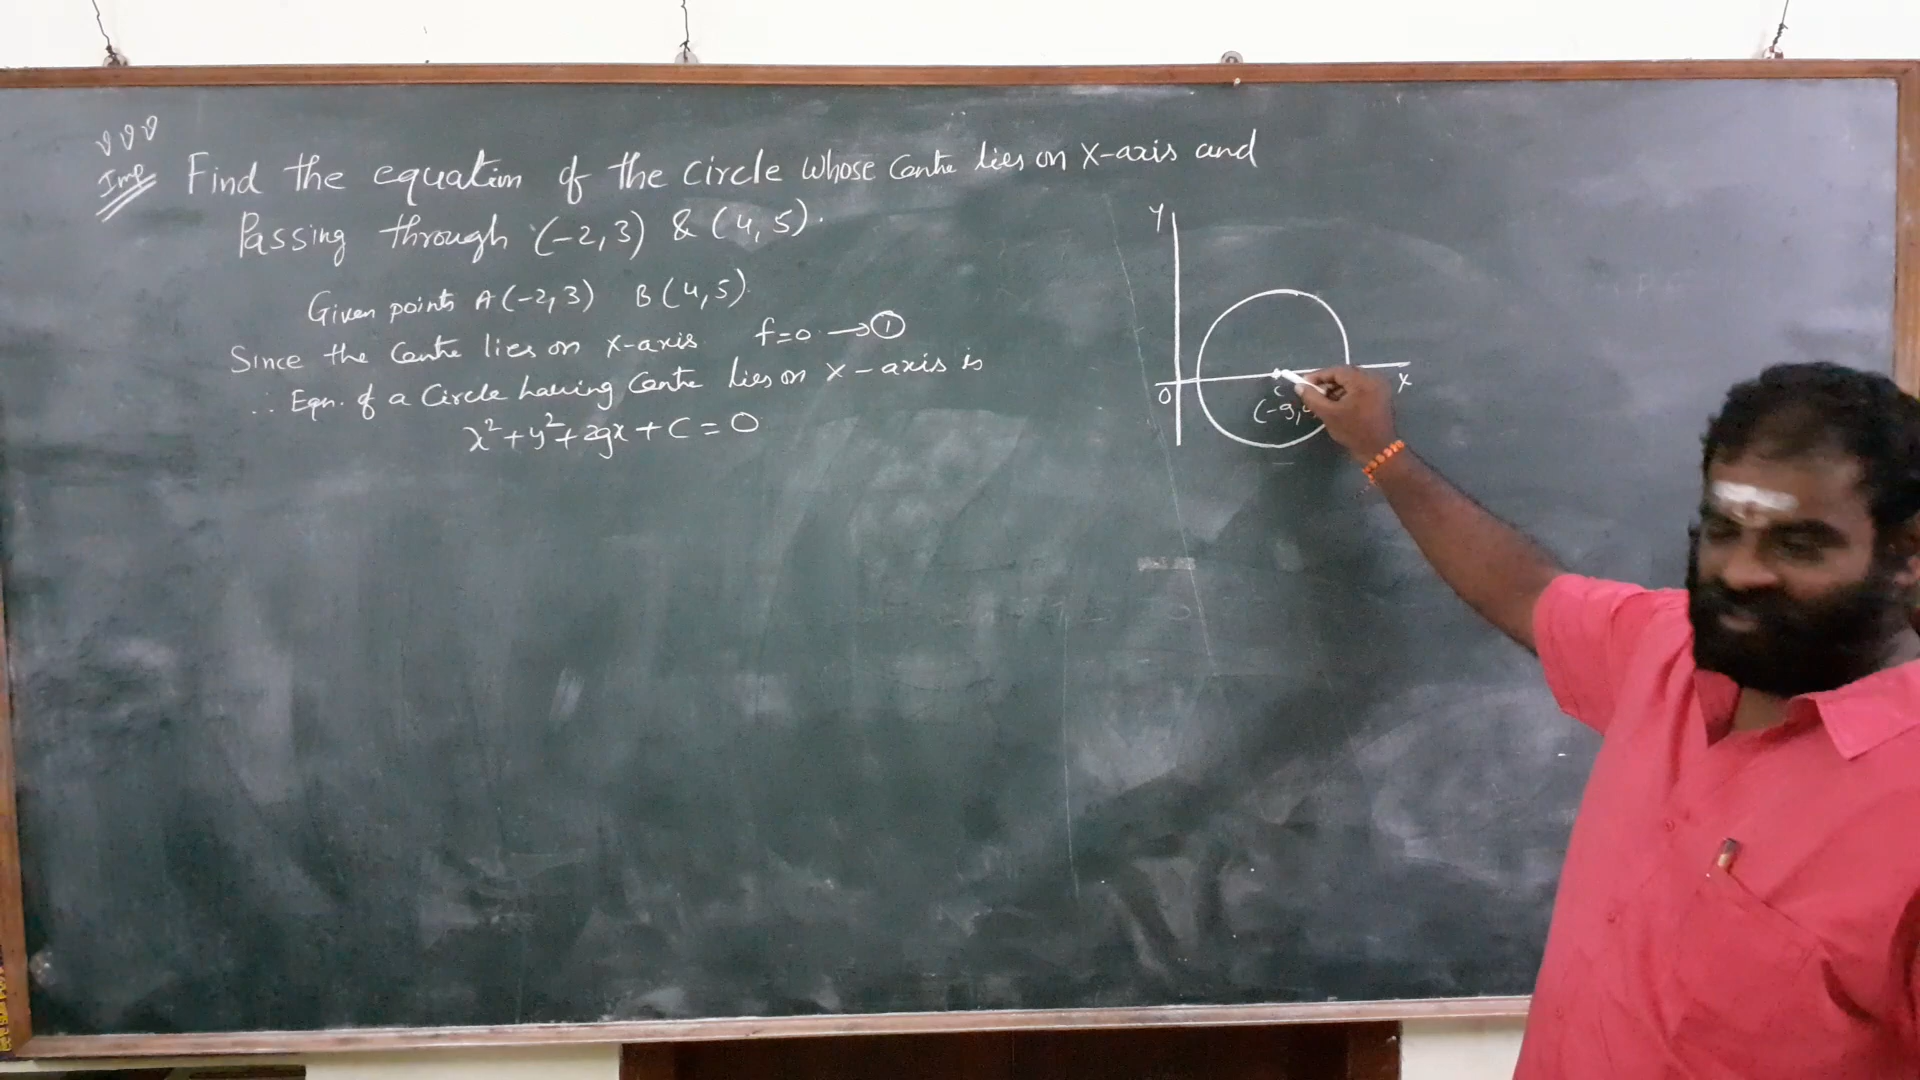 VVV
Imp Find the equation of the circle whose Centre lies on X-axis and
Passing through (-2,3) & (4,5).
Given points A(-2,3) B(4,5).
Since the Centre lies on X-axis. f=0 → ①
∴ Eqn. of a Circle having Centre lies on X-axis is
x²+y²+2gx+c=0
Y
O
X
C
(-g,